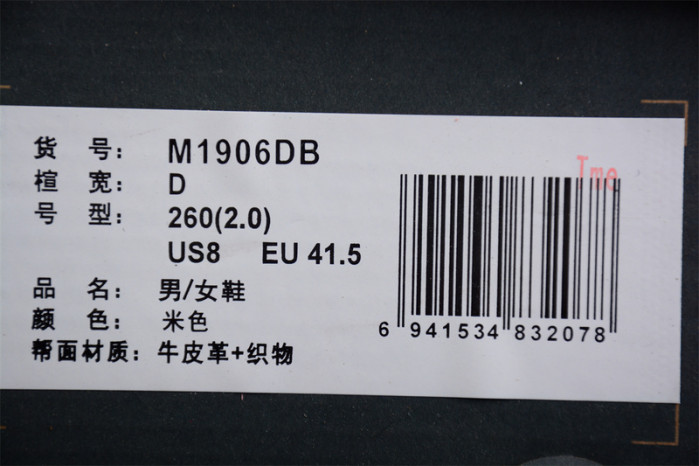 货 号： M1906DB
楦 宽： D
号 型： 260(2.0)
US8 EU 41.5
品 名： 男/女鞋
颜 色： 米色
帮面材质： 牛皮革+织物
Tme
6 941534 832078